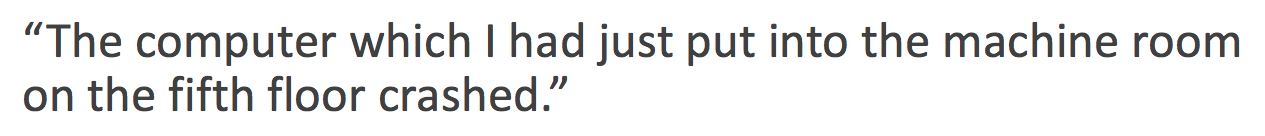 “The computer which I had just put into the machine room
on the fifth floor crashed.”